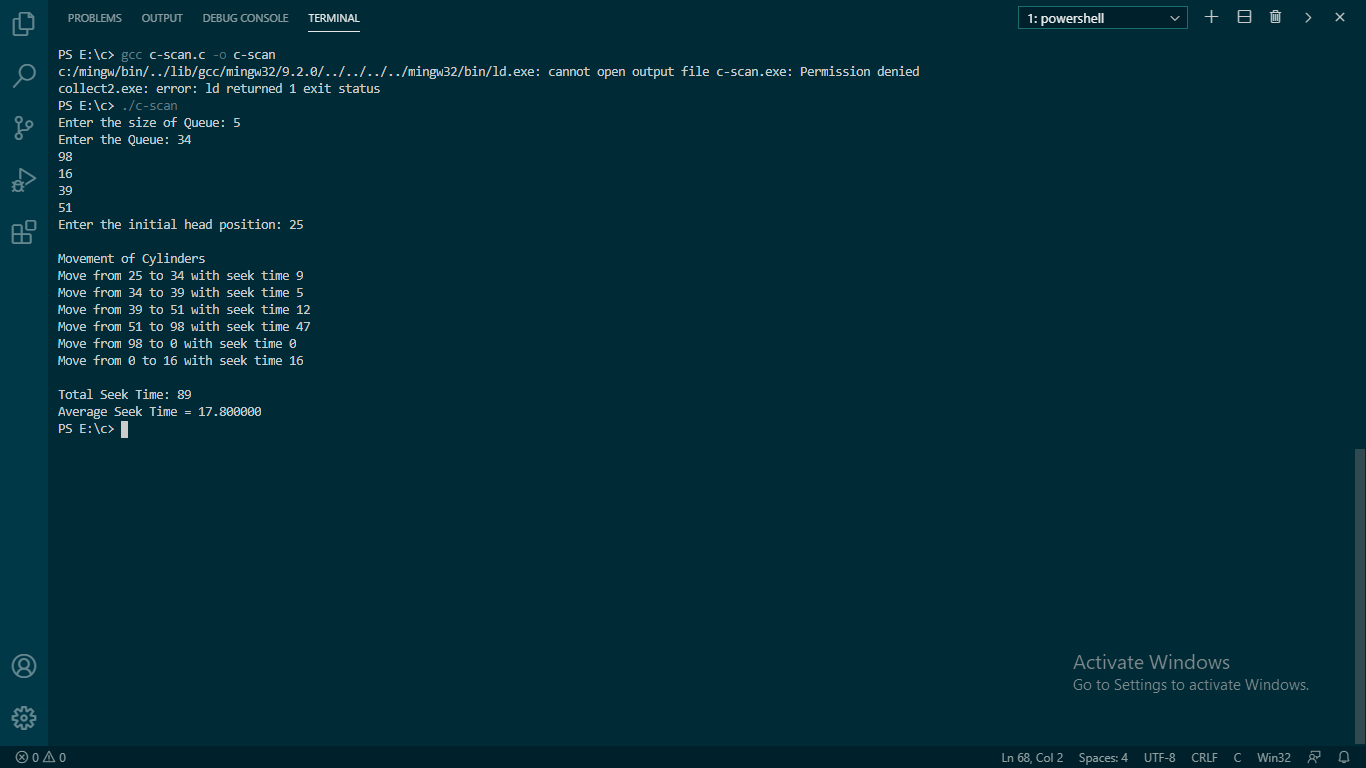 PROBLEMS OUTPUT DEBUG CONSOLE TERMINAL 1: powershell
PS E:\c> gcc c-scan.c -o c-scan
c:/mingw/bin/../lib/gcc/mingw32/9.2.0/../../../../mingw32/bin/ld.exe: cannot open output file c-scan.exe: Permission denied
collect2.exe: error: ld returned 1 exit status
PS E:\c> ./c-scan
Enter the size of Queue: 5
Enter the Queue: 34
98
16
39
51
Enter the initial head position: 25
Movement of Cylinders
Move from 25 to 34 with seek time 9
Move from 34 to 39 with seek time 5
Move from 39 to 51 with seek time 12
Move from 51 to 98 with seek time 47
Move from 98 to 0 with seek time 0
Move from 0 to 16 with seek time 16
Total Seek Time: 89
Average Seek Time = 17.800000
PS E:\c>
Activate Windows
Go to Settings to activate Windows.
0 0 Ln 68, Col 2 Spaces: 4 UTF-8 CRLF C Win32